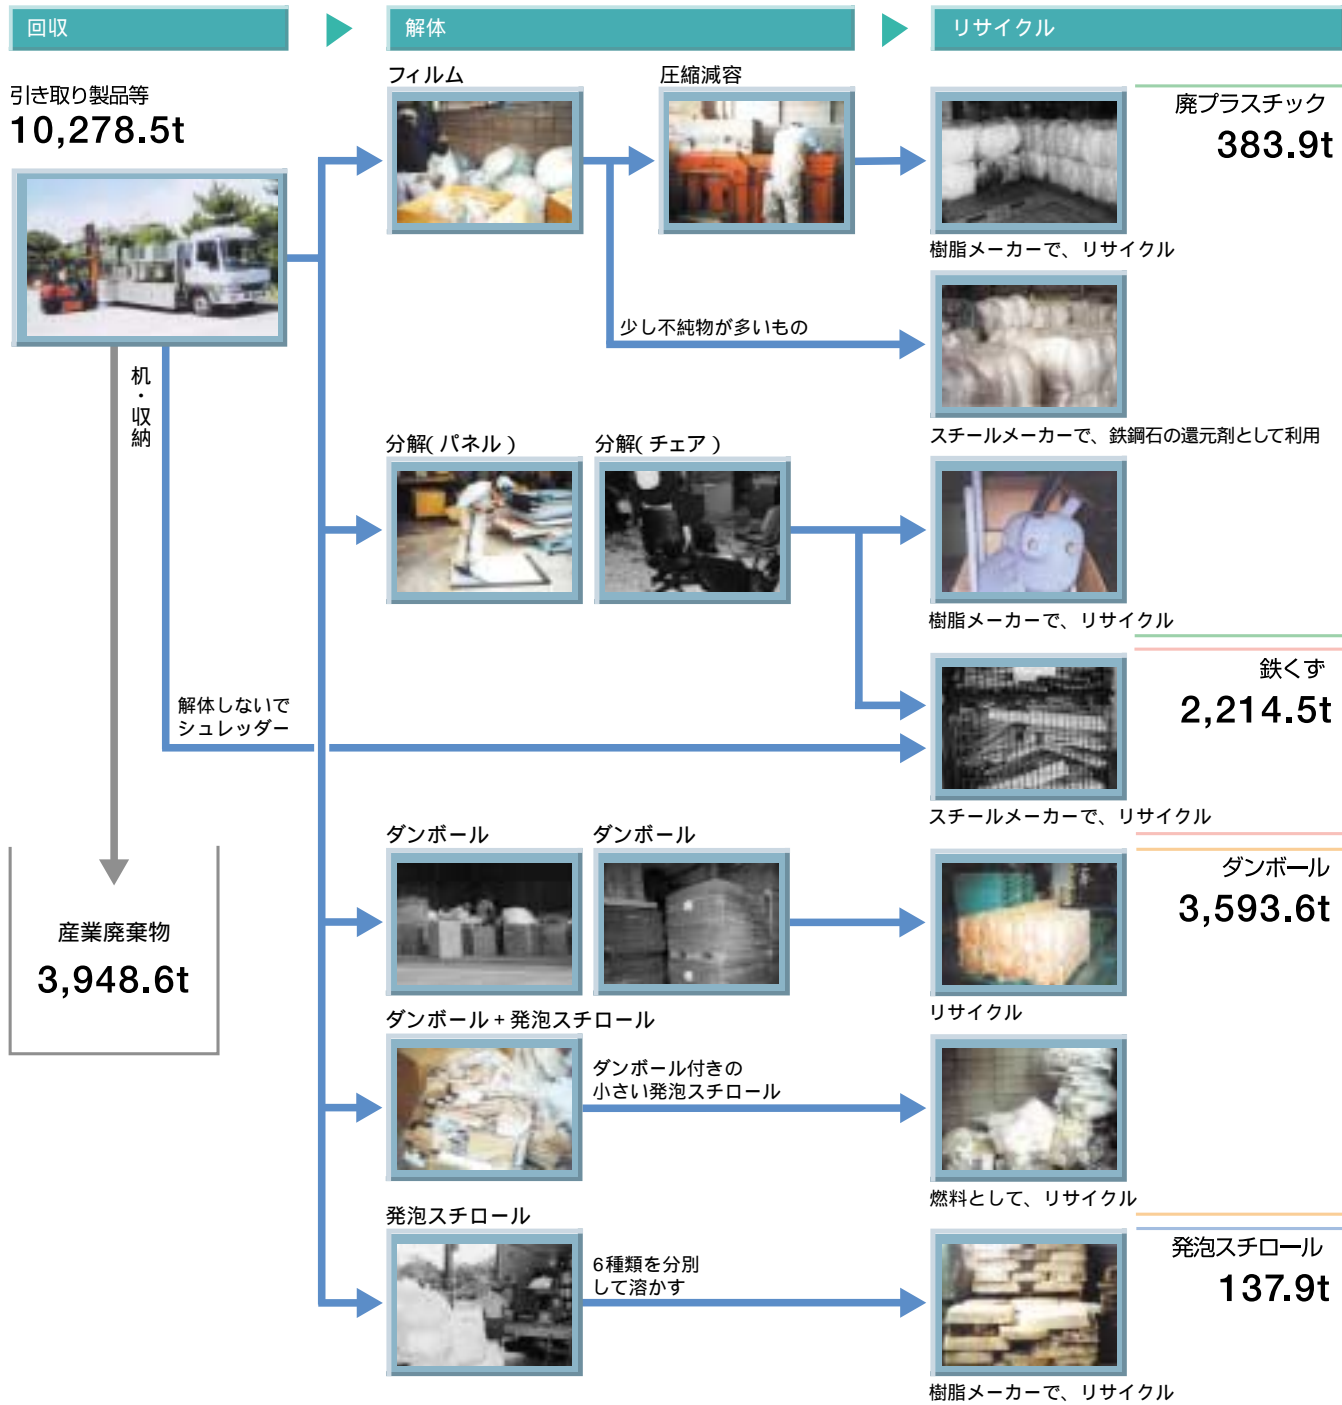 回収
解体
リサイクル
引き取り製品等
10,278.5t
フィルム
圧縮減容
廃プラスチック
383.9t
樹脂メーカーで、リサイクル
少し不純物が多いもの
スチールメーカーで、鉄鋼石の還元剤として利用
机・収納
分解(パネル)
分解(チェア)
樹脂メーカーで、リサイクル
解体しないで
シュレッダー
鉄くず
2,214.5t
スチールメーカーで、リサイクル
産業廃棄物
3,948.6t
ダンボール
ダンボール
ダンボール
3,593.6t
リサイクル
ダンボール+発泡スチロール
ダンボール付きの
小さい発泡スチロール
燃料として、リサイクル
発泡スチロール
6種類を分別
して溶かす
発泡スチロール
137.9t
樹脂メーカーで、リサイクル